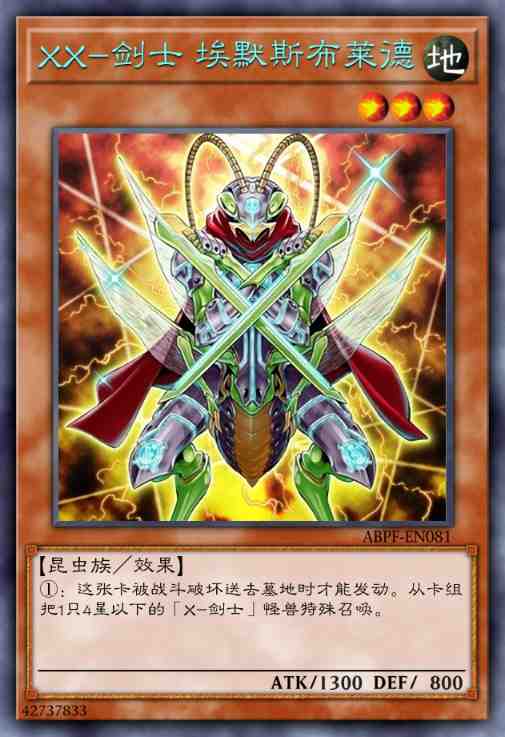 XX-剑士 埃默斯布莱德 地
ABPF-EN081
【昆虫族／效果】
①：这张卡被战斗破坏送去墓地时才能发动。从卡组
把1只4星以下的「X-剑士」怪兽特殊召唤。
ATK/1300 DEF/ 800
42737833